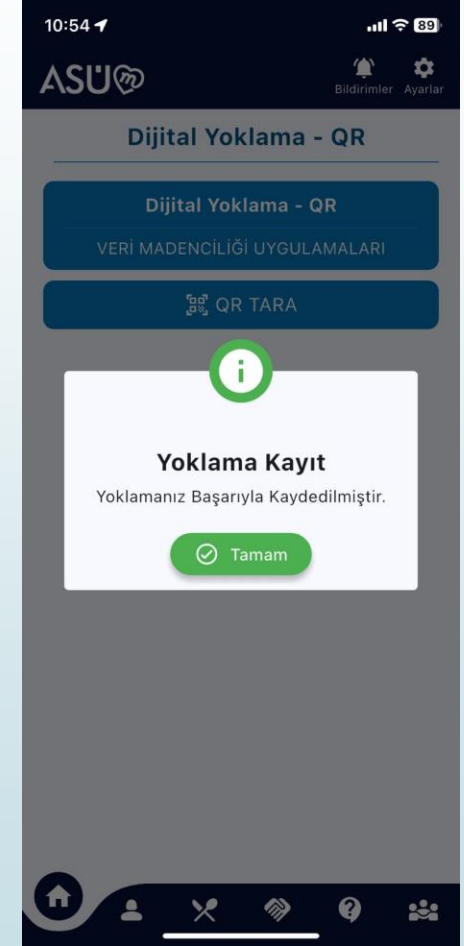 10:54
89
ASÜ
Bildirimler Ayarlar
Dijital Yoklama - QR
Dijital Yoklama - QR
VERİ MADENCİLİĞİ UYGULAMALARI
QR TARA
i
Yoklama Kayıt
Yoklamanız Başarıyla Kaydedilmiştir.
Tamam